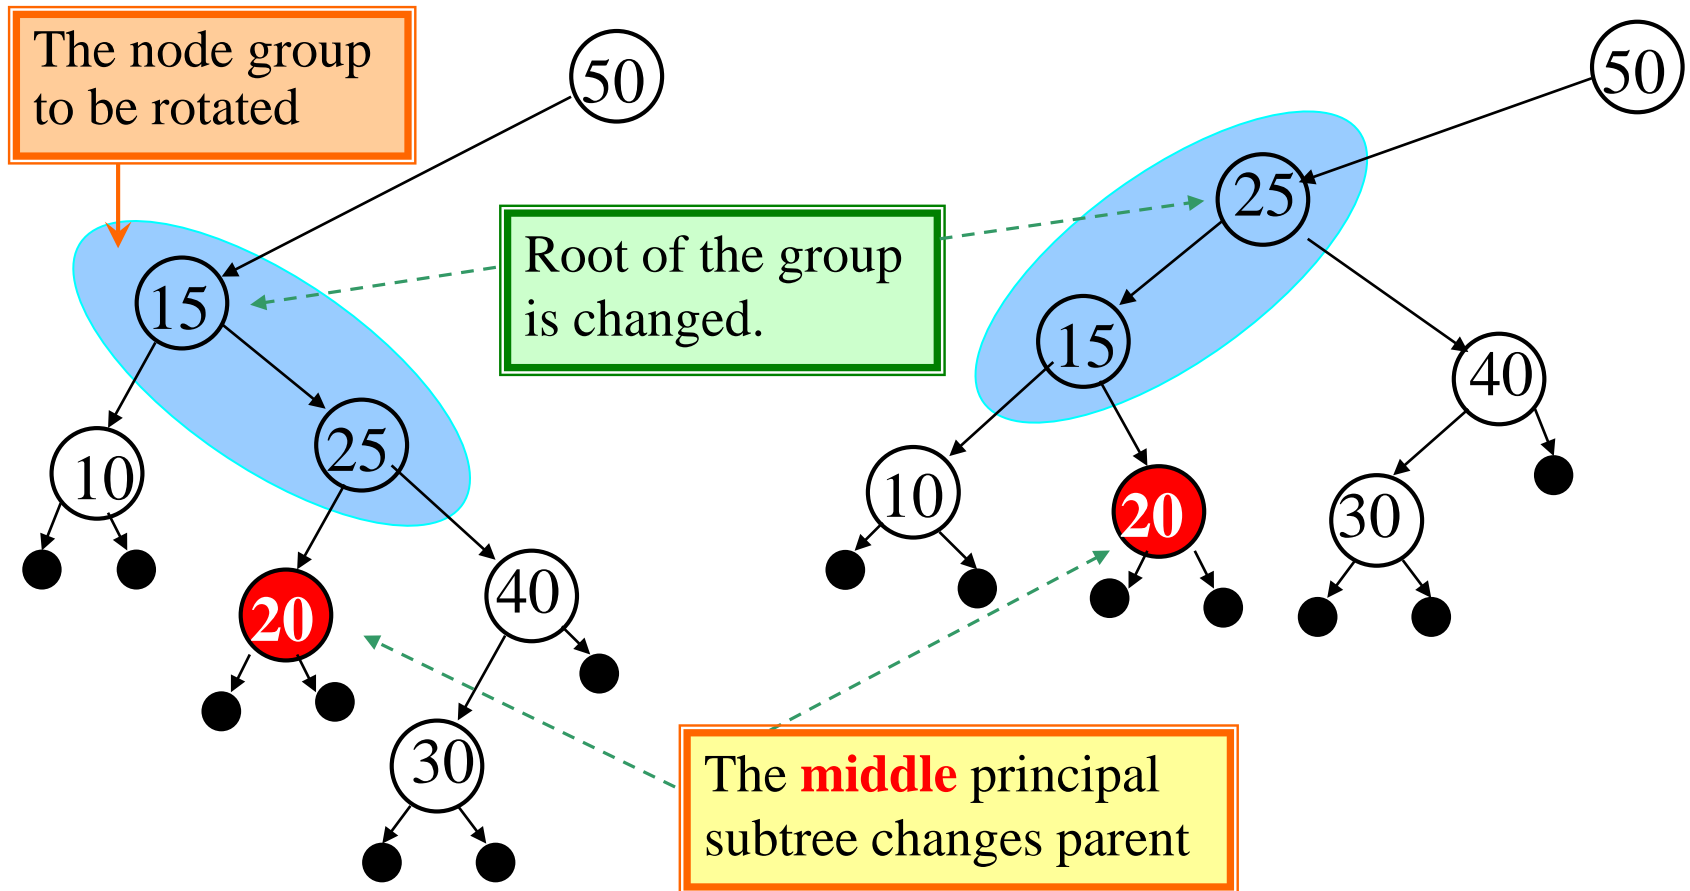 The node group
to be rotated
50
50
25
Root of the group
is changed.
15
15
40
25
10
10
20
30
20
40
30
The middle principal
subtree changes parent